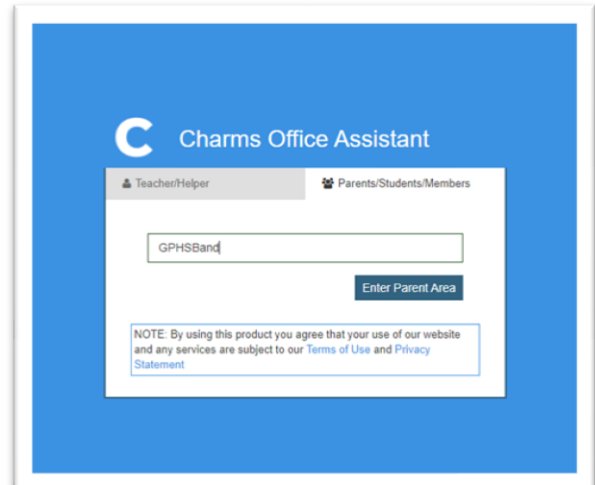 C Charms Office Assistant
Teacher/Helper
Parents/Students/Members
GPHSBand
Enter Parent Area
NOTE: By using this product you agree that your use of our website
and any services are subject to our Terms of Use and Privacy
Statement